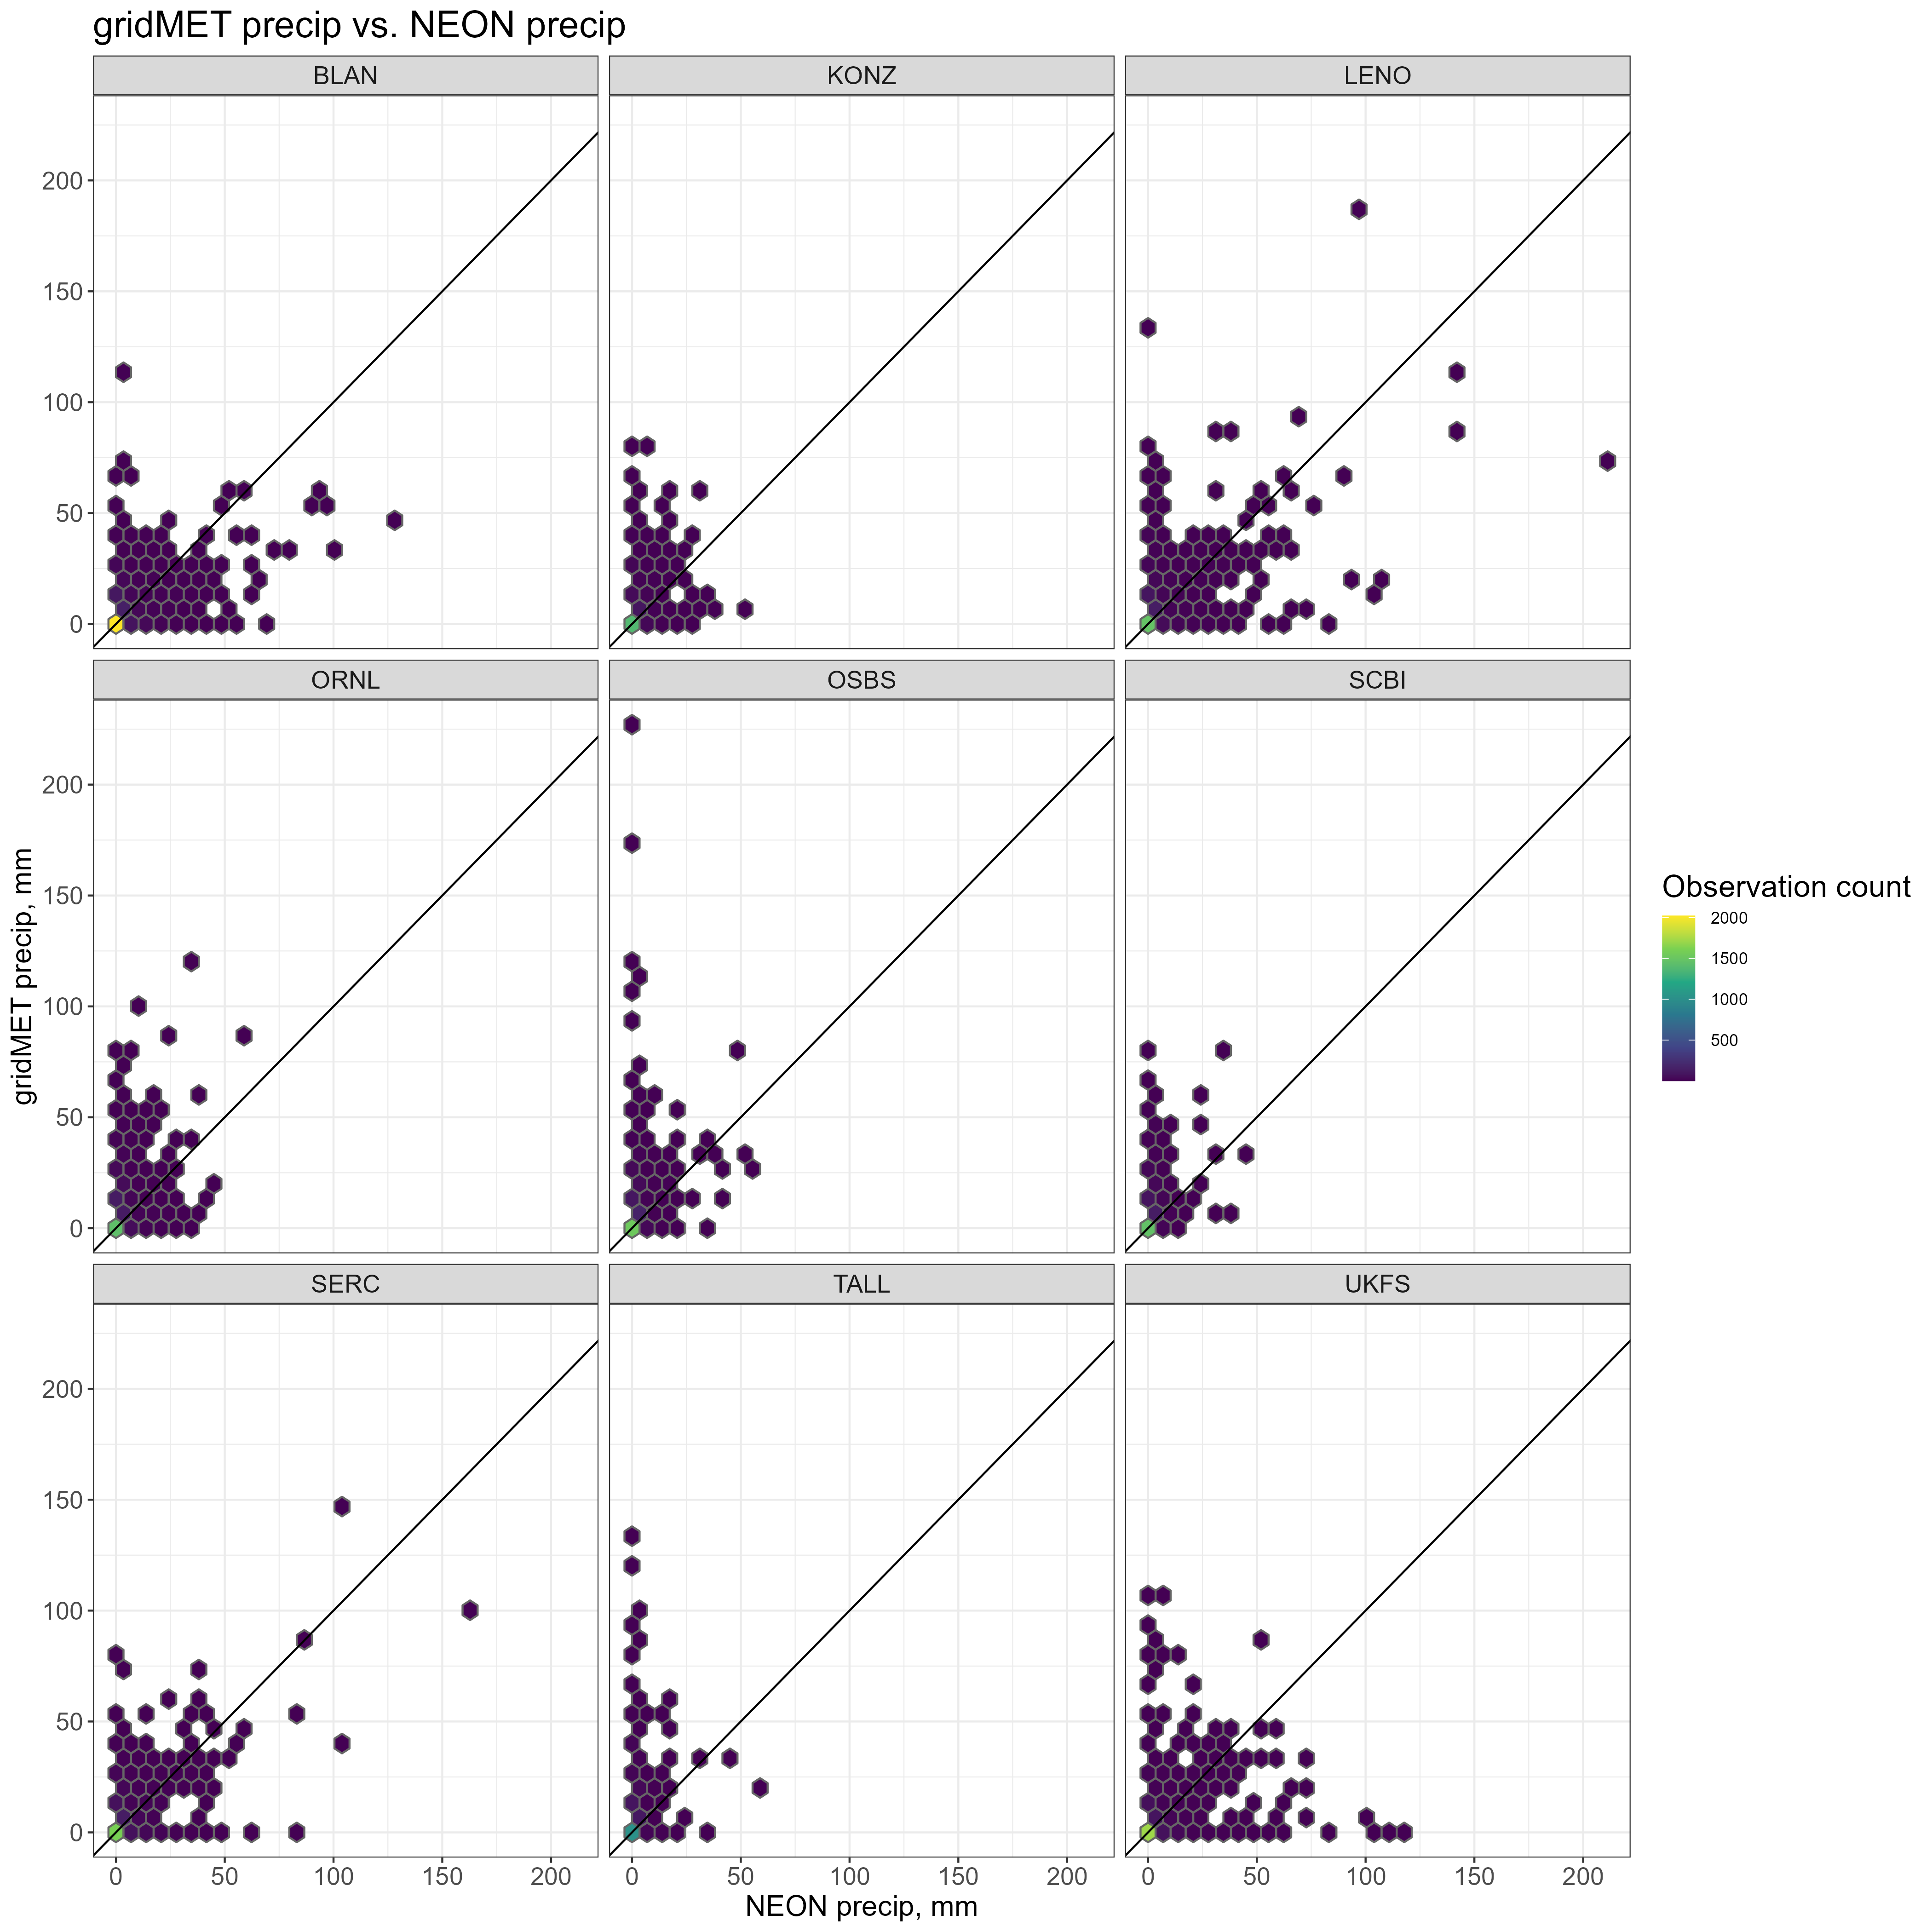 gridMET precip vs. NEON precip
BLAN
KONZ
LENO
200
150
100
50
0
ORNL
OSBS
SCBI
200
150
100
50
0
gridMET precip, mm
Observation count
2000
1500
1000
500
SERC
TALL
UKFS
200
150
100
50
0
0 50 100 150 200
0 50 100 150 200
0 50 100 150 200
NEON precip, mm